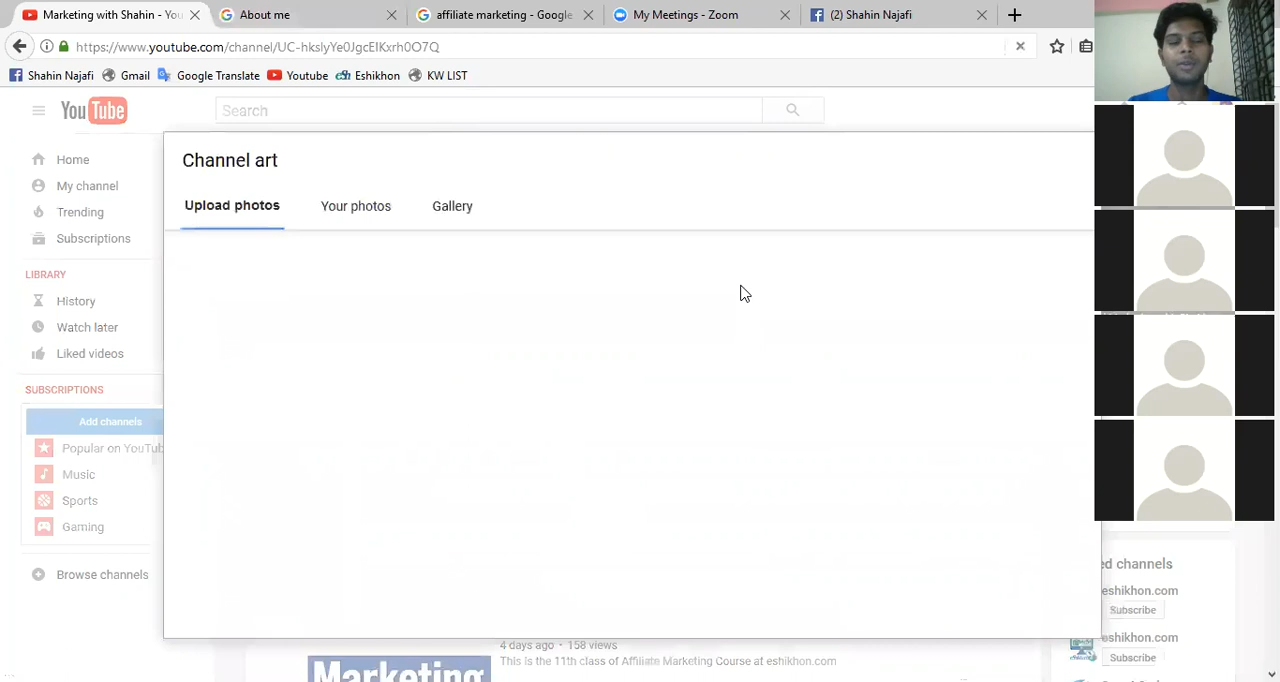 Marketing with Shahin - You
About me
affiliate marketing - Google
My Meetings - Zoom
(2) Shahin Najafi
https://www.youtube.com/channel/UC-hkslyYe0JgcEIKxrh0O7Q
Shahin Najafi
Gmail
Google Translate
Youtube
Eshikhon
KW LIST
YouTube
Search
Home
My channel
Trending
Subscriptions
LIBRARY
History
Watch later
Liked videos
SUBSCRIPTIONS
Add channels
Popular on YouTub
Music
Sports
Gaming
Browse channels
Channel art
Upload photos
Your photos
Gallery
ed channels
eshikhon.com
Subscribe
eshikhon.com
Subscribe
4 days ago • 158 views
This is the 11th class of Affiliate Marketing Course at eshikhon.com
Marketing